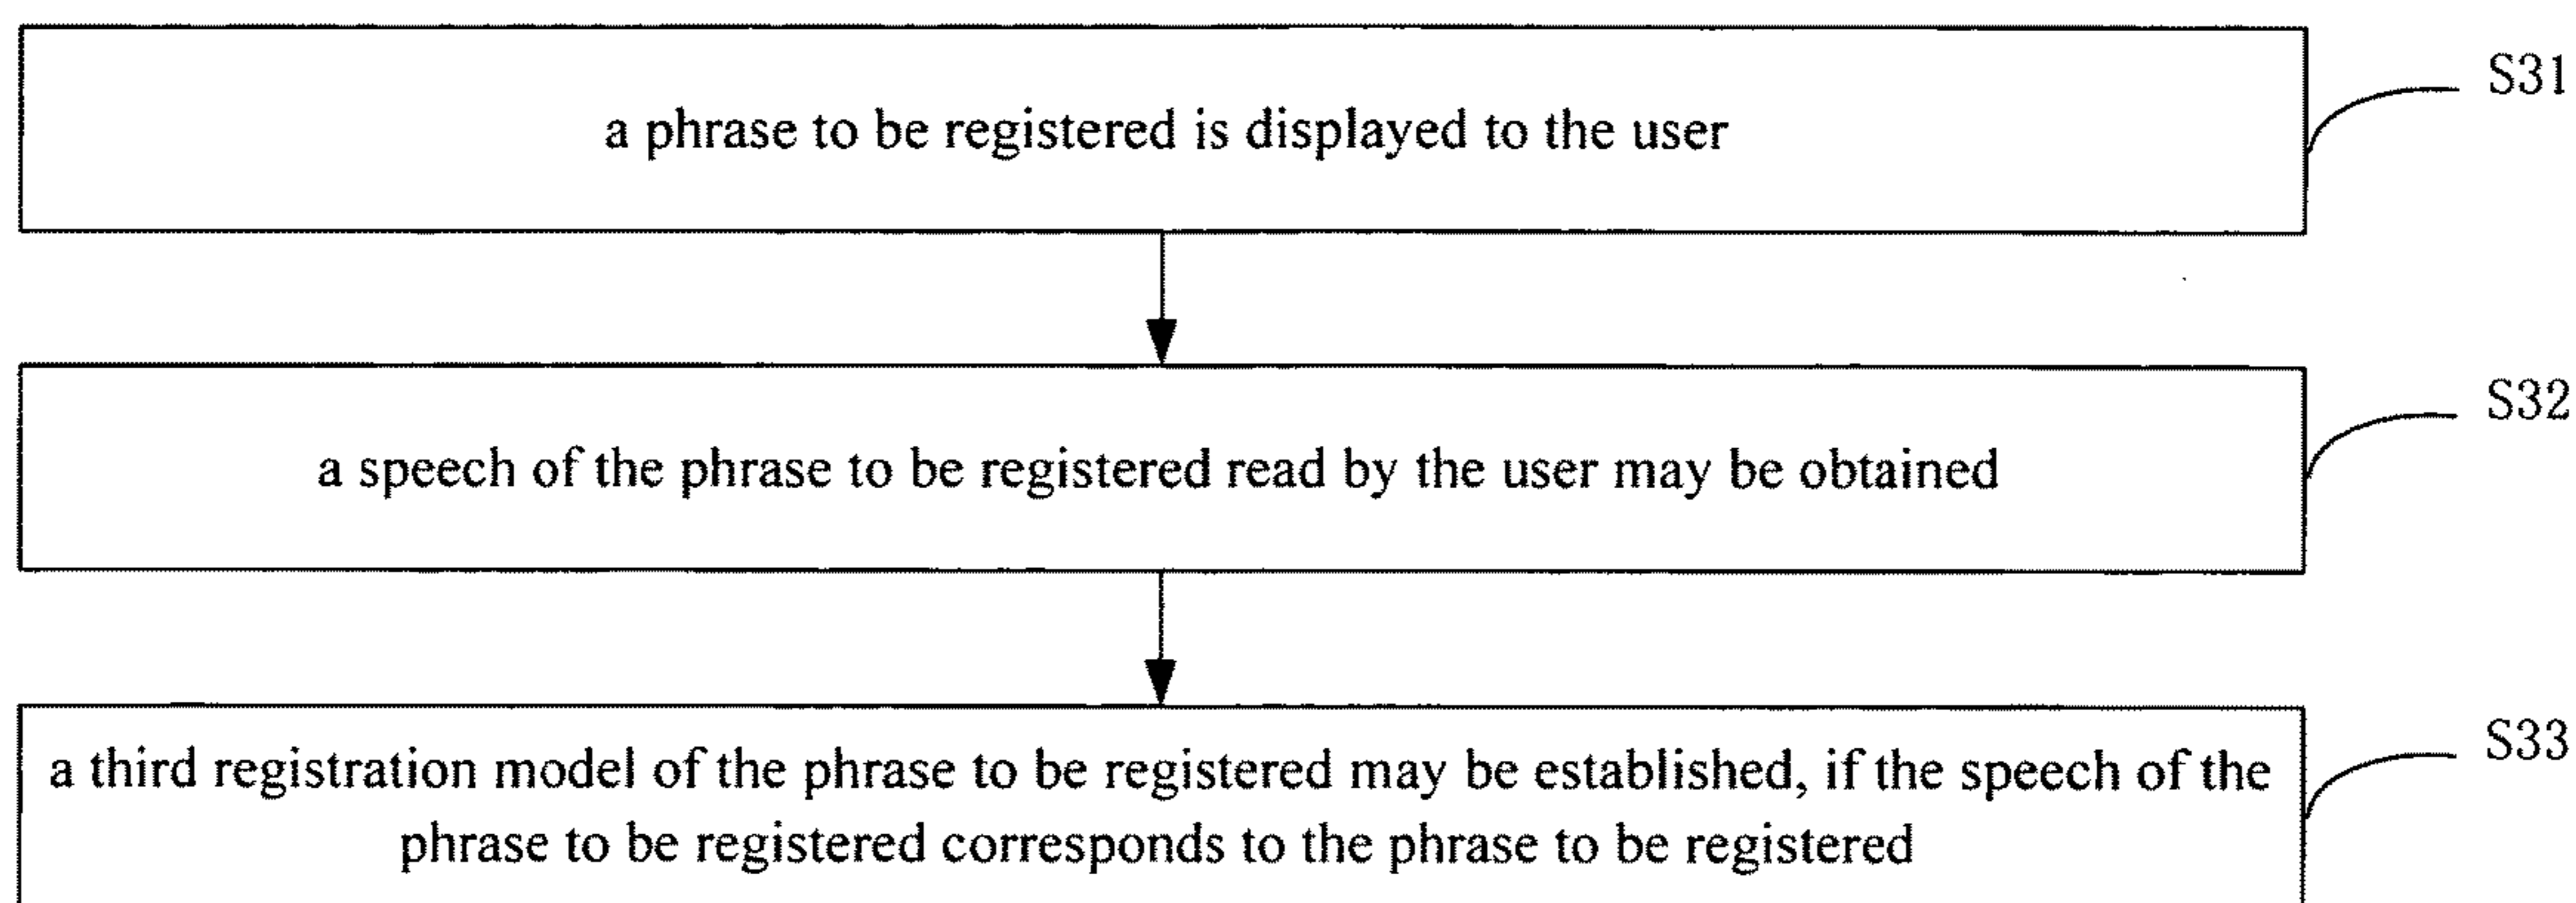 a phrase to be registered is displayed to the user
S31
a speech of the phrase to be registered read by the user may be obtained
S32
a third registration model of the phrase to be registered may be established, if the speech of the
phrase to be registered corresponds to the phrase to be registered
S33